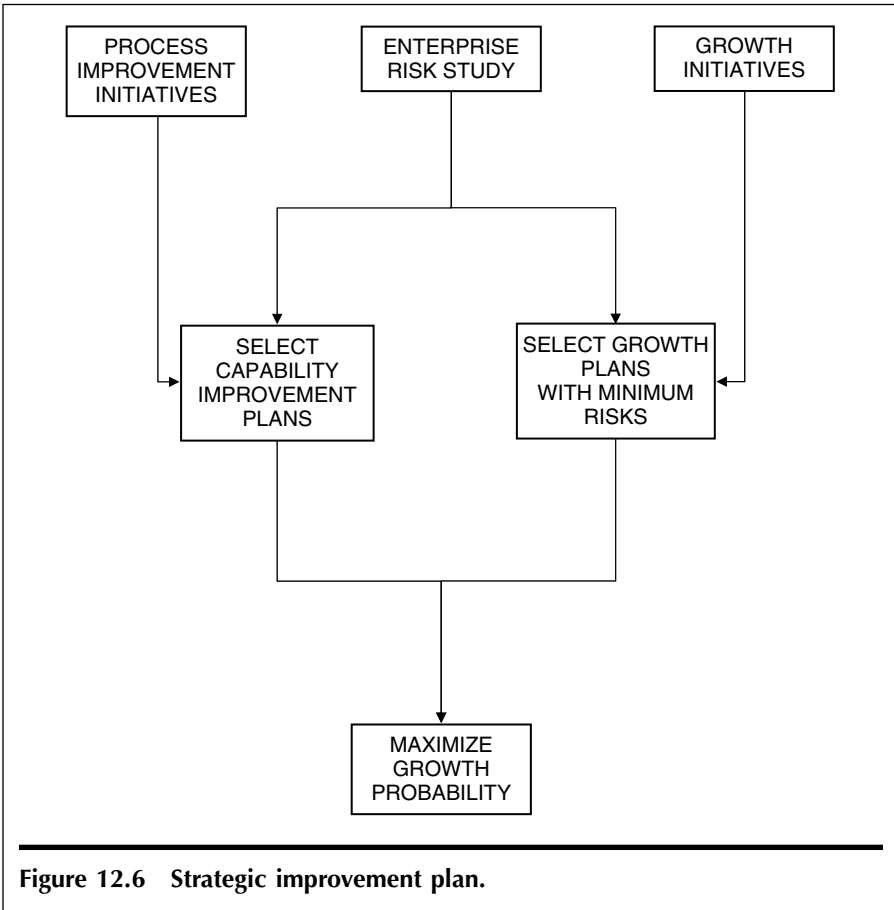 PROCESS
IMPROVEMENT
INITIATIVES
ENTERPRISE
RISK STUDY
GROWTH
INITIATIVES
SELECT
CAPABILITY
IMPROVEMENT
PLANS
SELECT GROWTH
PLANS
WITH MINIMUM
RISKS
MAXIMIZE
GROWTH
PROBABILITY
Figure 12.6 Strategic improvement plan.